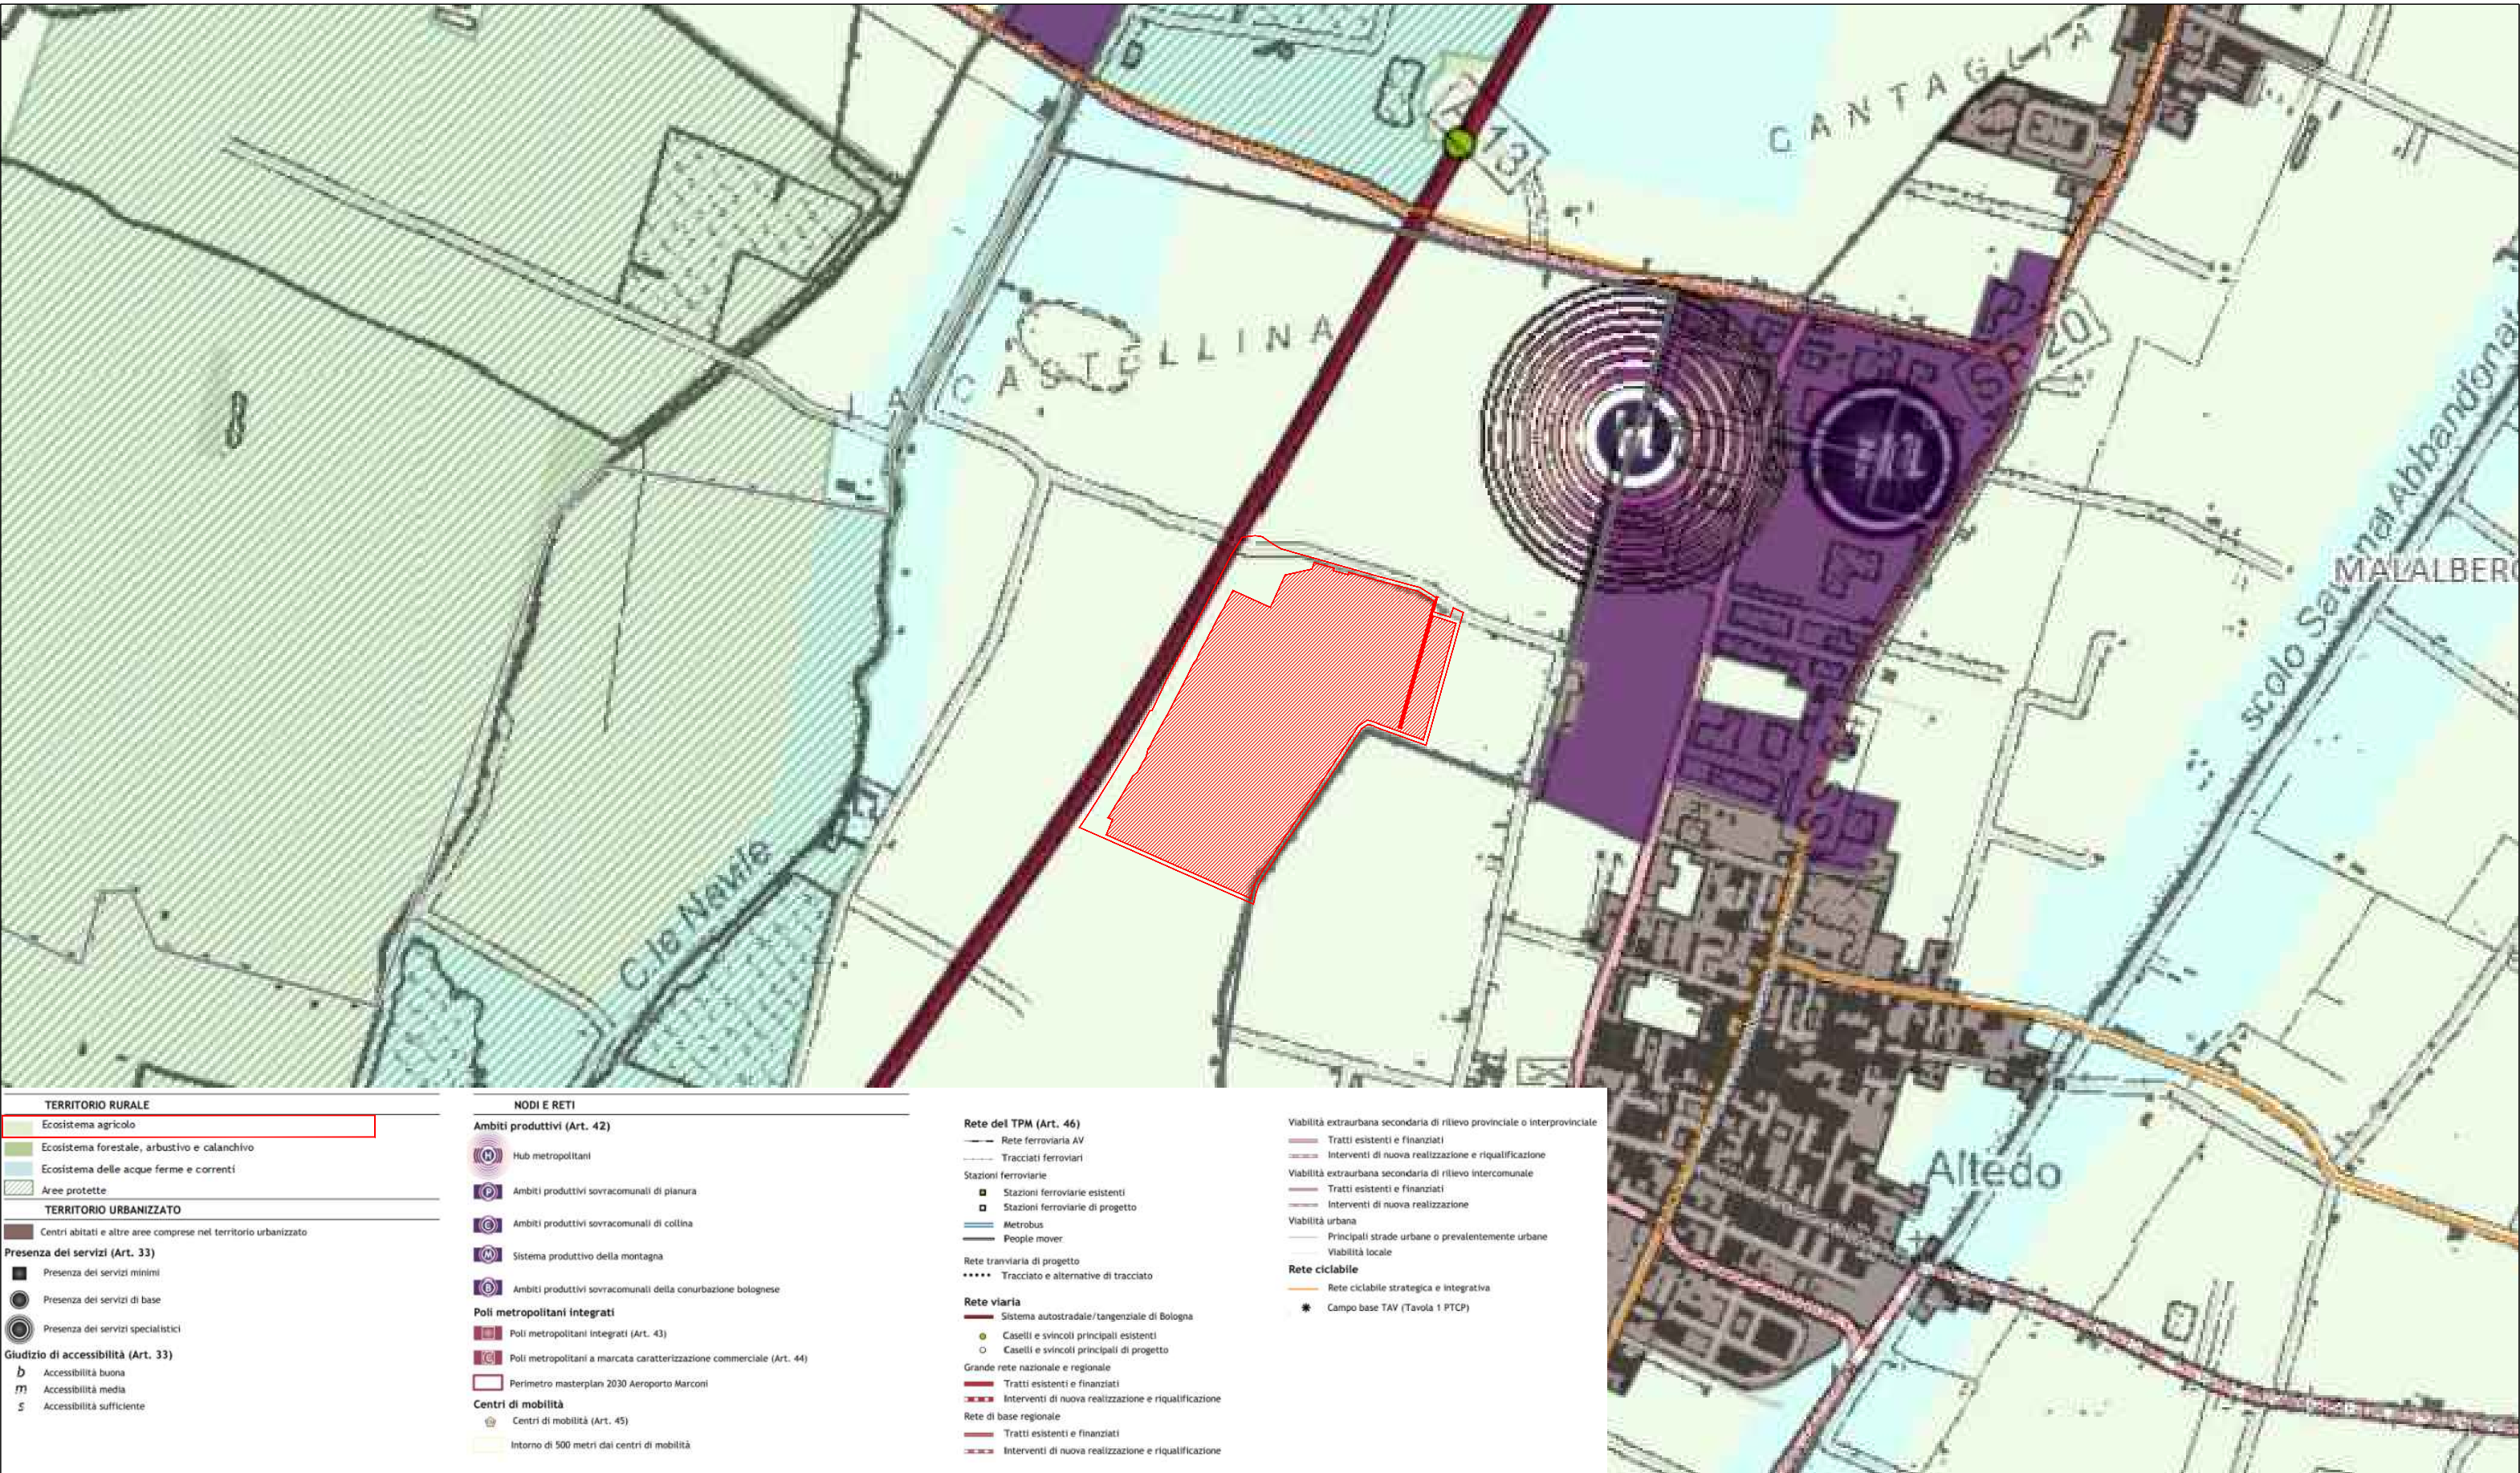 CANTAGLIA
A 13
LA CASTELLINA
SP 20
scolo Savena Abbandonato
MALALBERG
C.le Navile
Altedo
TERRITORIO RURALE
Ecosistema agricolo
Ecosistema forestale, arbustivo e calanchivo
Ecosistema delle acque ferme e correnti
Aree protette
TERRITORIO URBANIZZATO
Centri abitati e altre aree comprese nel territorio urbanizzato
Presenza dei servizi (Art. 33)
Presenza dei servizi minimi
Presenza dei servizi di base
Presenza dei servizi specialistici
Giudizio di accessibilità (Art. 33)
b Accessibilità buona
m Accessibilità media
s Accessibilità sufficiente
NODI E RETI
Ambiti produttivi (Art. 42)
H Hub metropolitani
P Ambiti produttivi sovracomunali di pianura
C Ambiti produttivi sovracomunali di collina
M Sistema produttivo della montagna
B Ambiti produttivi sovracomunali della conurbazione bolognese
Poli metropolitani integrati
Poli metropolitani integrati (Art. 43)
Poli metropolitani a marcata caratterizzazione commerciale (Art. 44)
Perimetro masterplan 2030 Aeroporto Marconi
Centri di mobilità
Centri di mobilità (Art. 45)
Intorno di 500 metri dai centri di mobilità
Rete del TPM (Art. 46)
Rete ferroviaria AV
Tracciati ferroviari
Stazioni ferroviarie
Stazioni ferroviarie esistenti
Stazioni ferroviarie di progetto
Metrobus
People mover
Rete tranviaria di progetto
Tracciato e alternative di tracciato
Rete viaria
Sistema autostradale/tangenziale di Bologna
Caselli e svincoli principali esistenti
Caselli e svincoli principali di progetto
Grande rete nazionale e regionale
Tratti esistenti e finanziati
Interventi di nuova realizzazione e riqualificazione
Rete di base regionale
Tratti esistenti e finanziati
Interventi di nuova realizzazione e riqualificazione
Viabilità extraurbana secondaria di rilievo provinciale o interprovinciale
Tratti esistenti e finanziati
Interventi di nuova realizzazione e riqualificazione
Viabilità extraurbana secondaria di rilievo intercomunale
Tratti esistenti e finanziati
Interventi di nuova realizzazione
Viabilità urbana
Principali strade urbane o prevalentemente urbane
Viabilità locale
Rete ciclabile
Rete ciclabile strategica e integrativa
Campo base TAV (Tavola 1 PTCP)